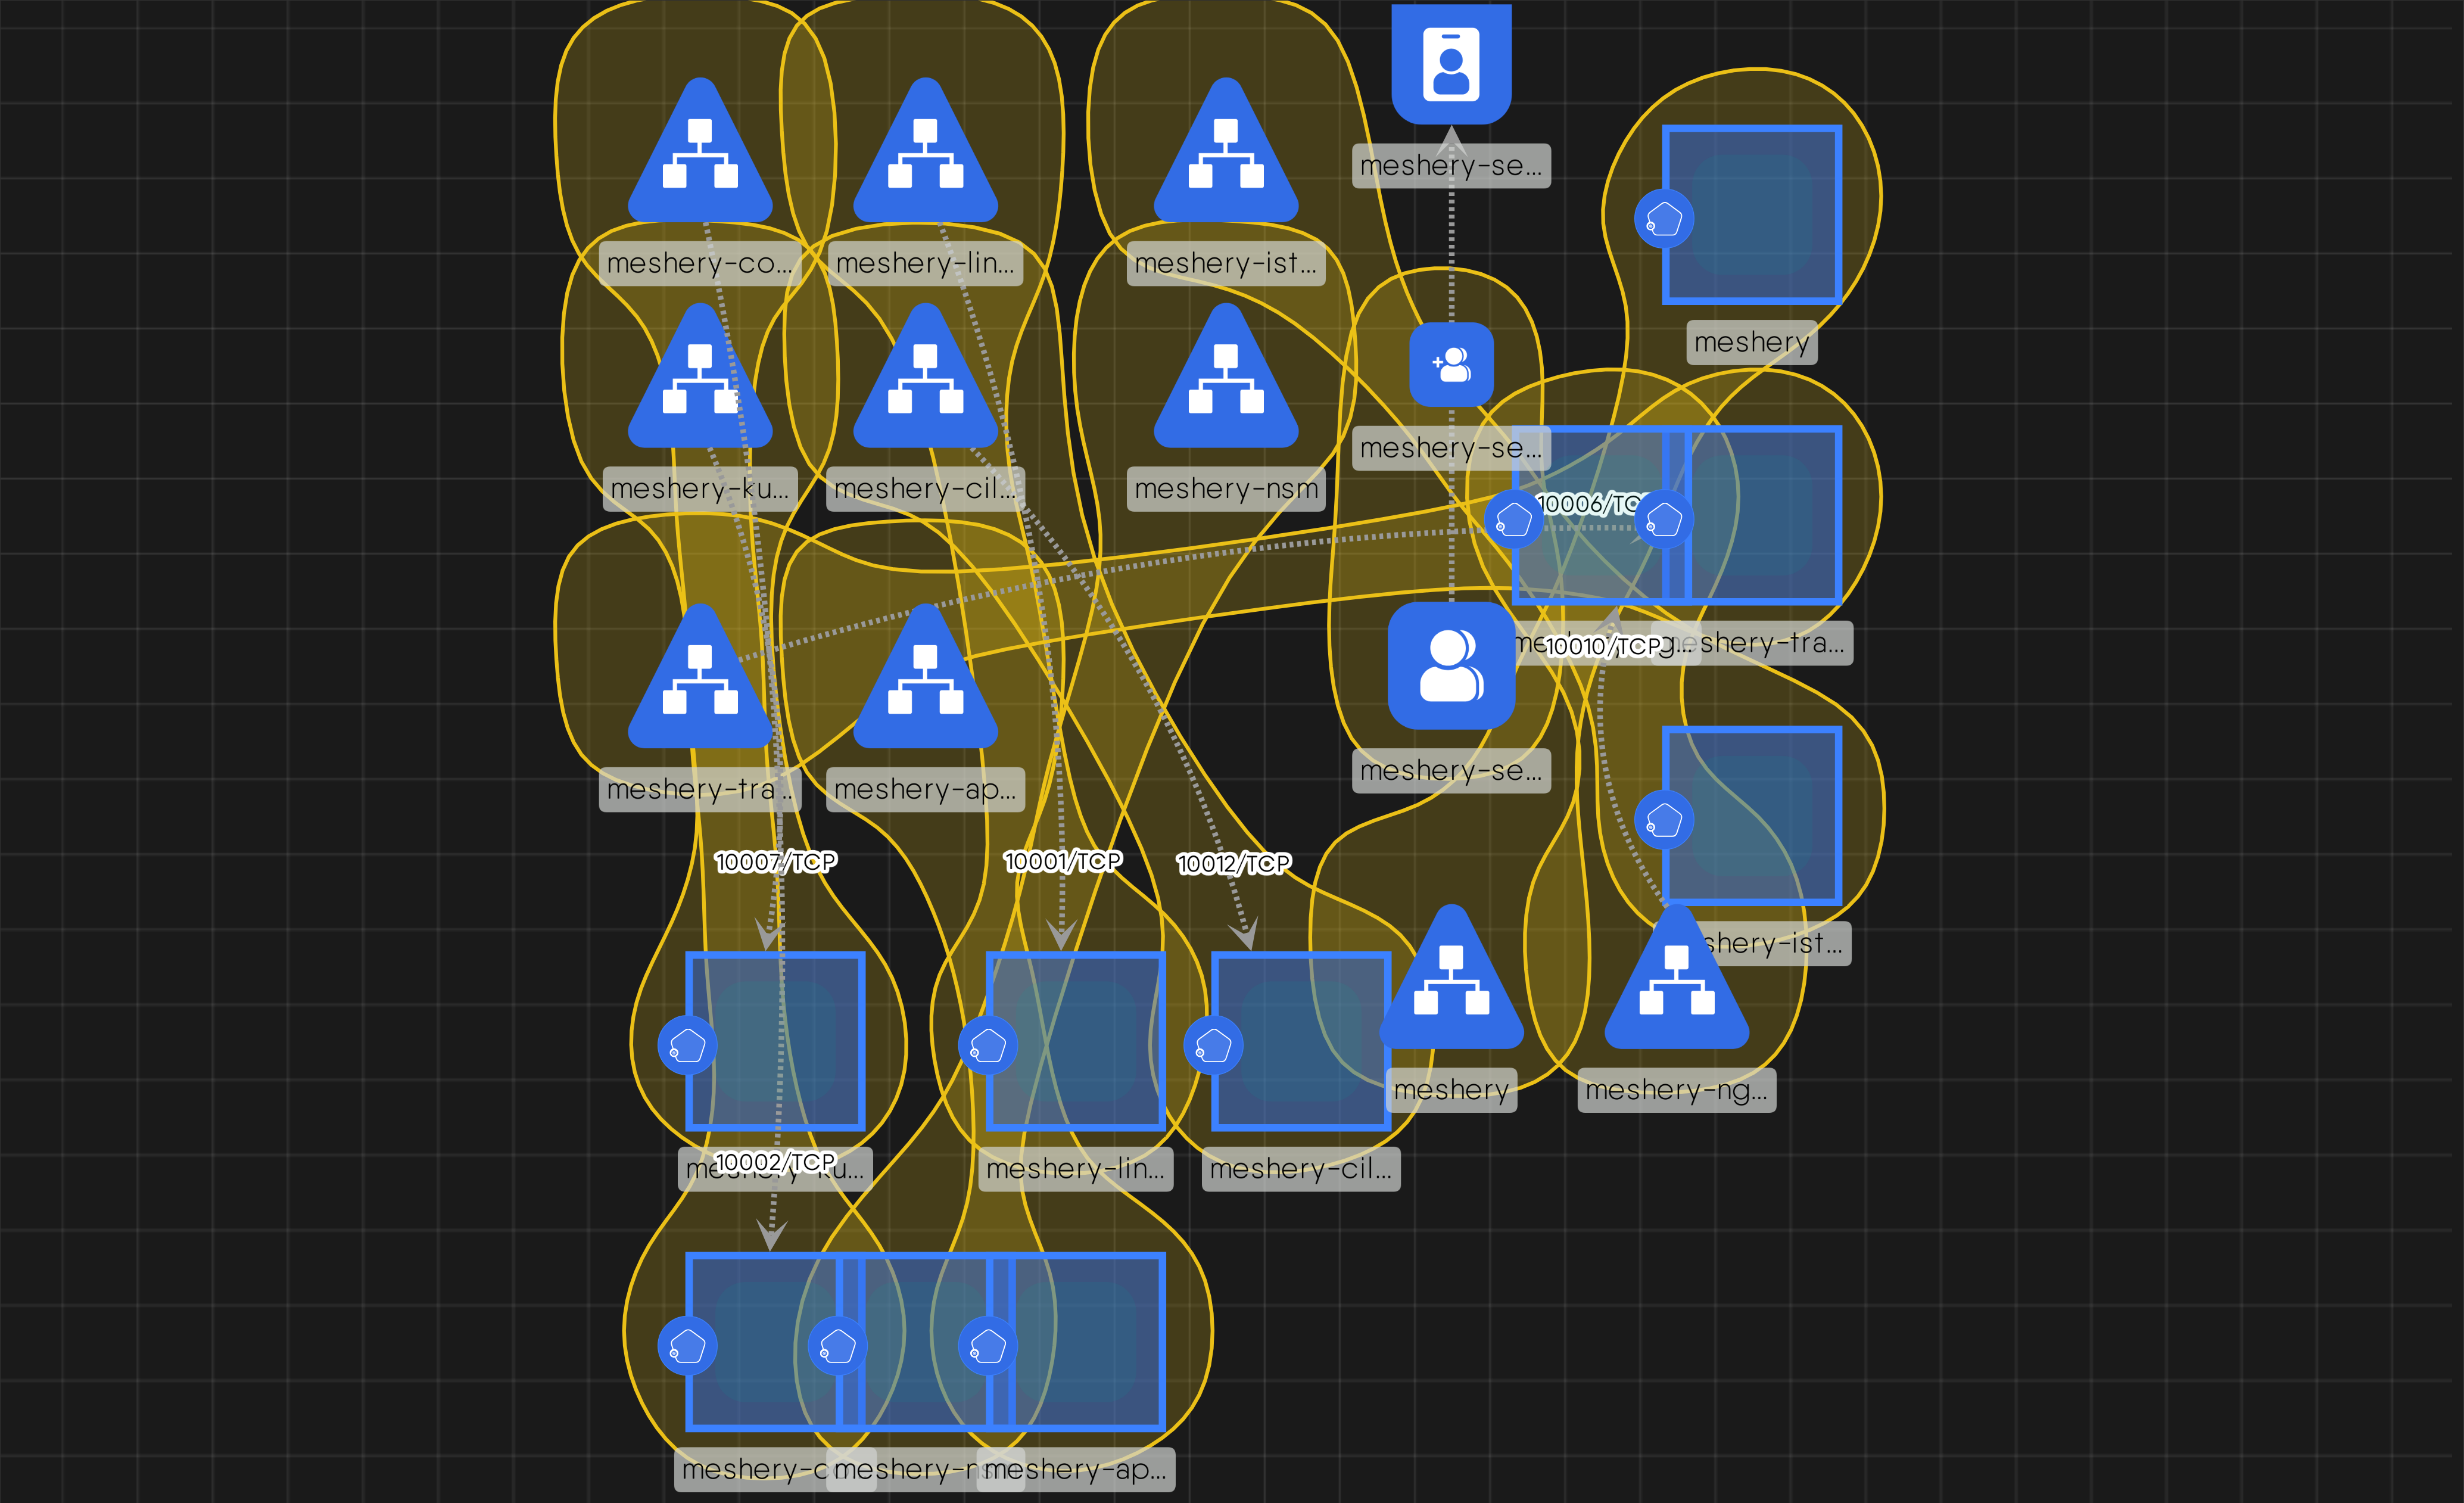 meshery-se...
meshery-co...
meshery-lin...
meshery-ist...
meshery
meshery-se...
meshery-ku...
meshery-cil...
meshery-nsm
10006/TCP
10010/TCP
meshery-tra...
meshery-se...
meshery-tra...
meshery-ap...
10007/TCP
10001/TCP
10012/TCP
shery-ist...
meshery
meshery-ng...
10002/TCP
meshery-ku...
meshery-lin...
meshery-cil...
meshery-ap...